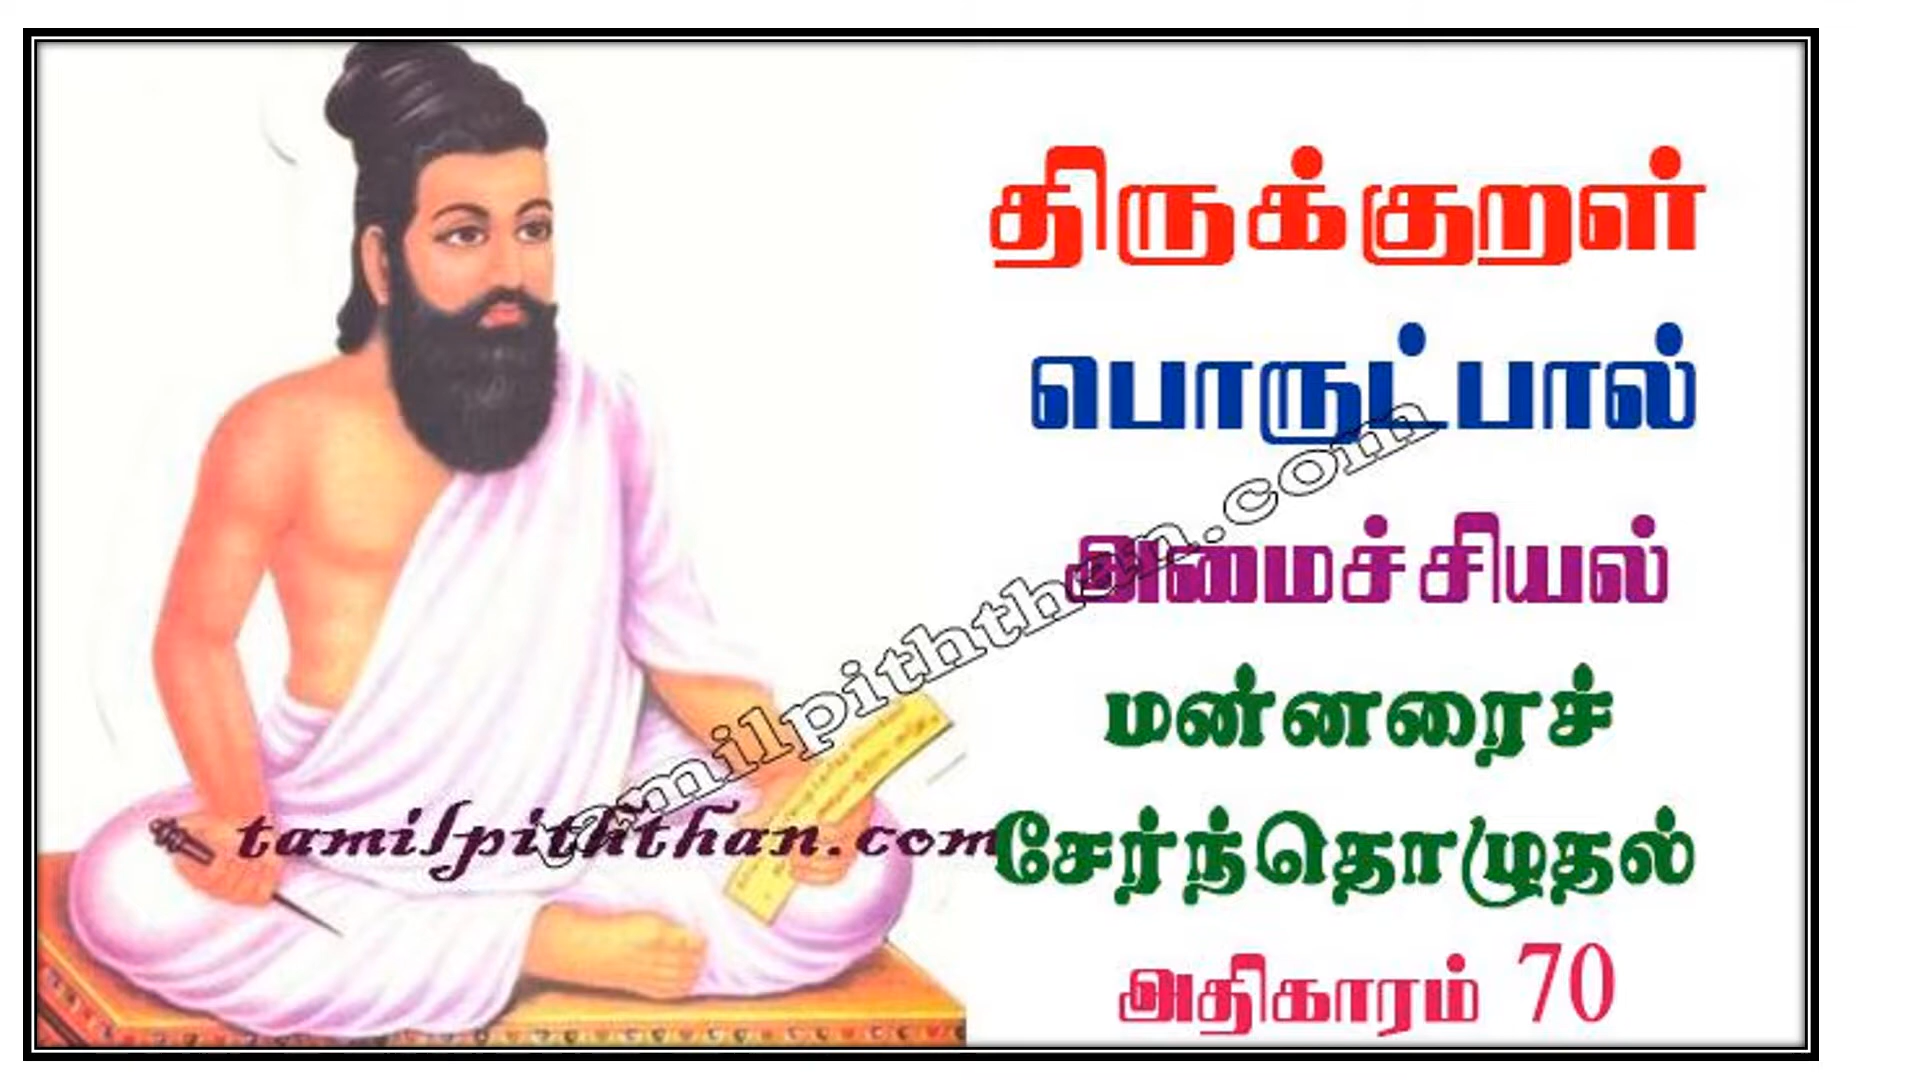 திருக்குறள்
பொருட்பால்
அமைச்சியல்
மன்னரைச்
சேர்ந்தொழுதல்
அதிகாரம் 70
tamilpiththan.com
tamilpiththan.com